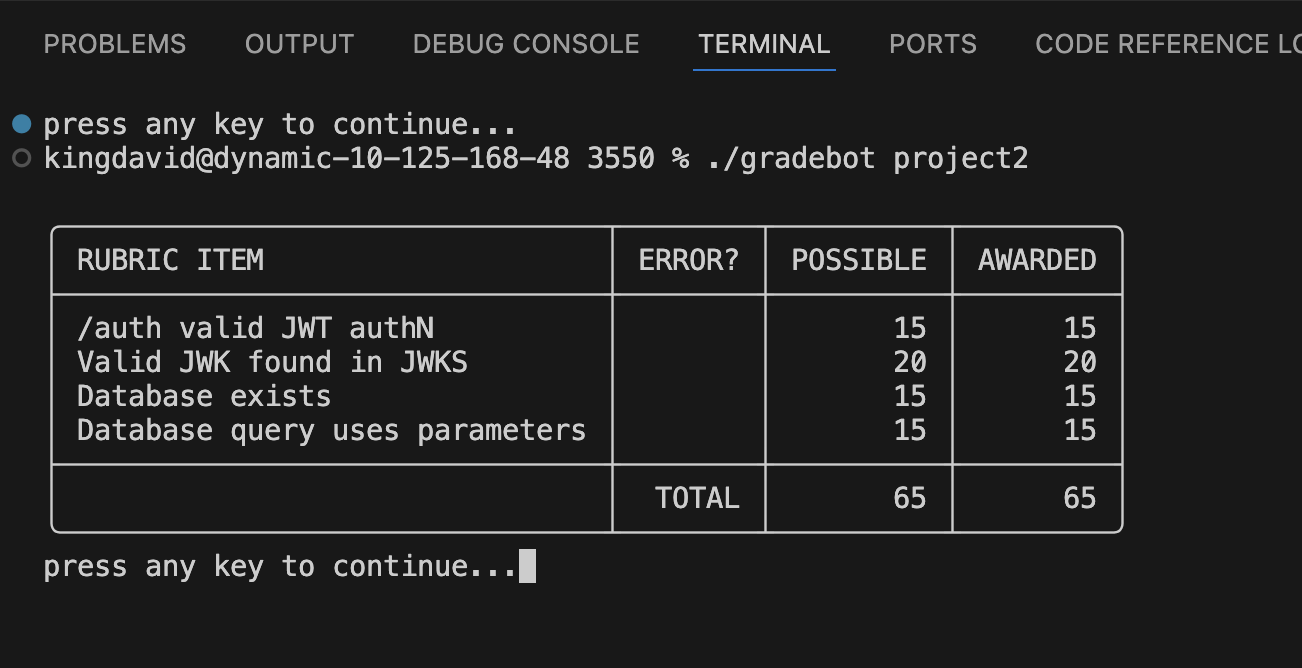 PROBLEMS OUTPUT DEBUG CONSOLE TERMINAL PORTS CODE REFERENCE LO
press any key to continue...
kingdavid@dynamic-10-125-168-48 3550 % ./gradebot project2
RUBRIC ITEM ERROR? POSSIBLE AWARDED
/auth valid JWT authN 15 15
Valid JWK found in JWKS 20 20
Database exists 15 15
Database query uses parameters 15 15
TOTAL 65 65
press any key to continue...